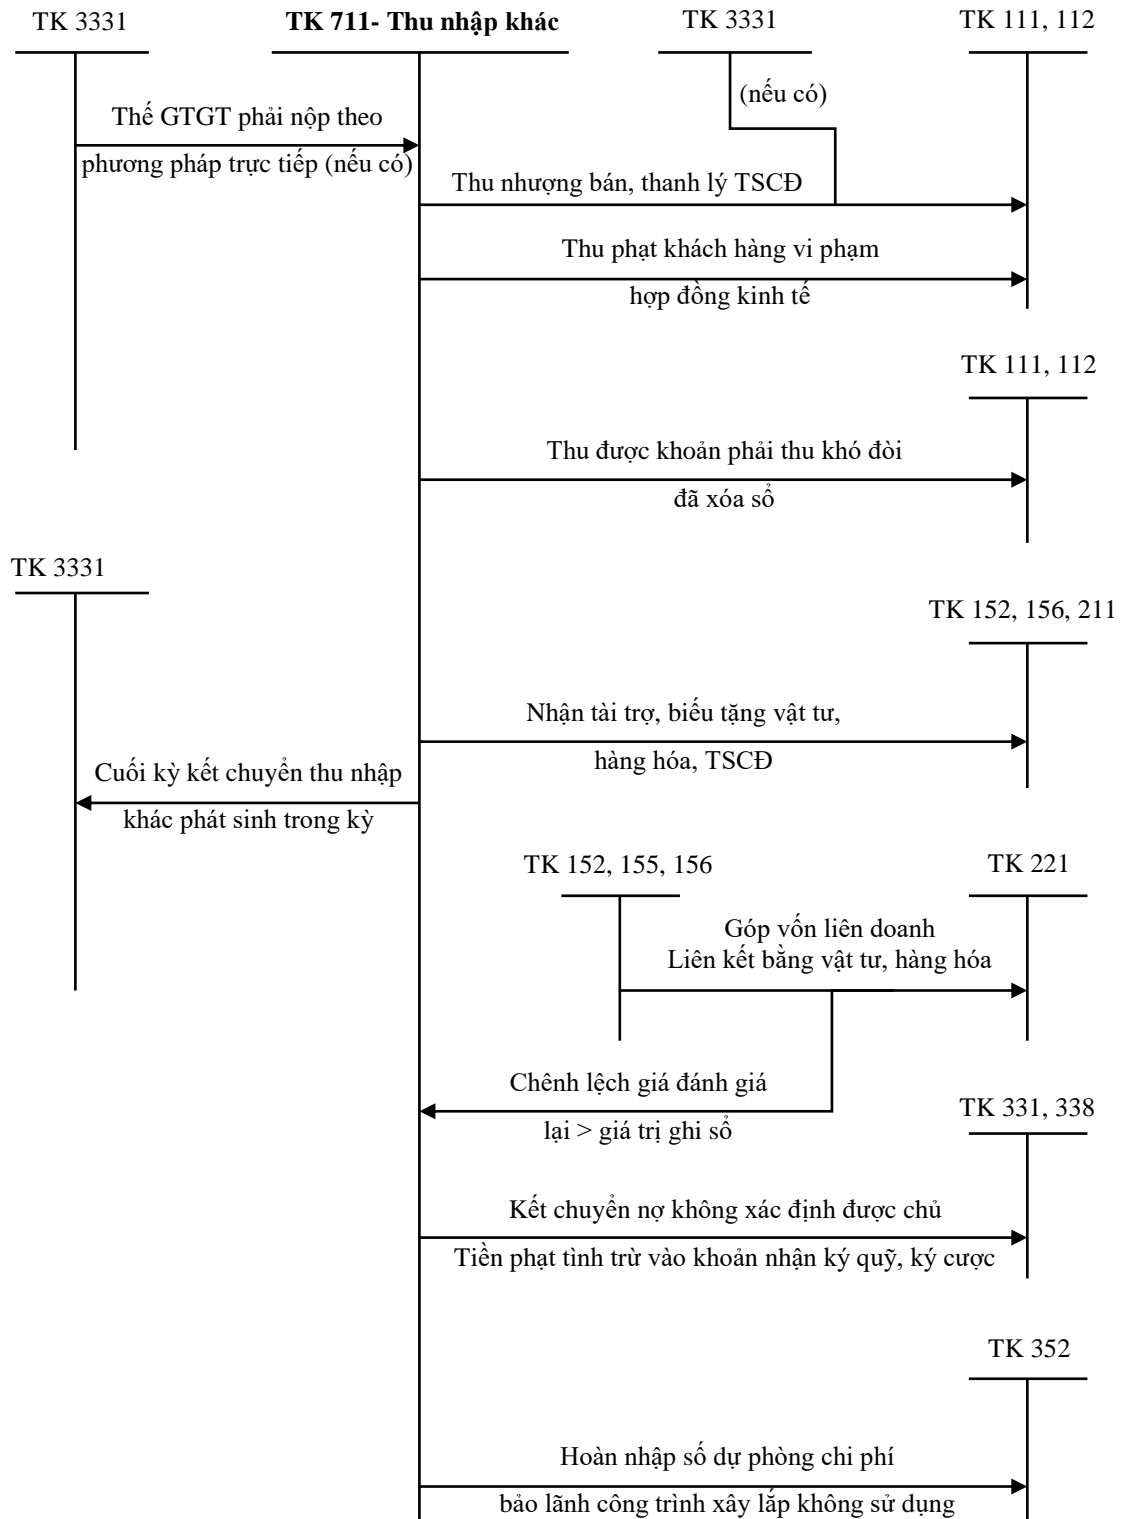 TK 3331
TK 711- Thu nhập khác
TK 3331
TK 111, 112
(nếu có)
Thế GTGT phải nộp theo
phương pháp trực tiếp (nếu có)
Thu nhượng bán, thanh lý TSCĐ
Thu phạt khách hàng vi phạm
hợp đồng kinh tế
TK 111, 112
Thu được khoản phải thu khó đòi
đã xóa sổ
TK 3331
TK 152, 156, 211
Nhận tài trợ, biếu tặng vật tư,
hàng hóa, TSCĐ
Cuối kỳ kết chuyển thu nhập
khác phát sinh trong kỳ
TK 152, 155, 156
TK 221
Góp vốn liên doanh
Liên kết bằng vật tư, hàng hóa
Chênh lệch giá đánh giá
lại > giá trị ghi sổ
TK 331, 338
Kết chuyển nợ không xác định được chủ
Tiền phạt tình trừ vào khoản nhận ký quỹ, ký cược
TK 352
Hoàn nhập số dự phòng chi phí
bảo lãnh công trình xây lắp không sử dụng